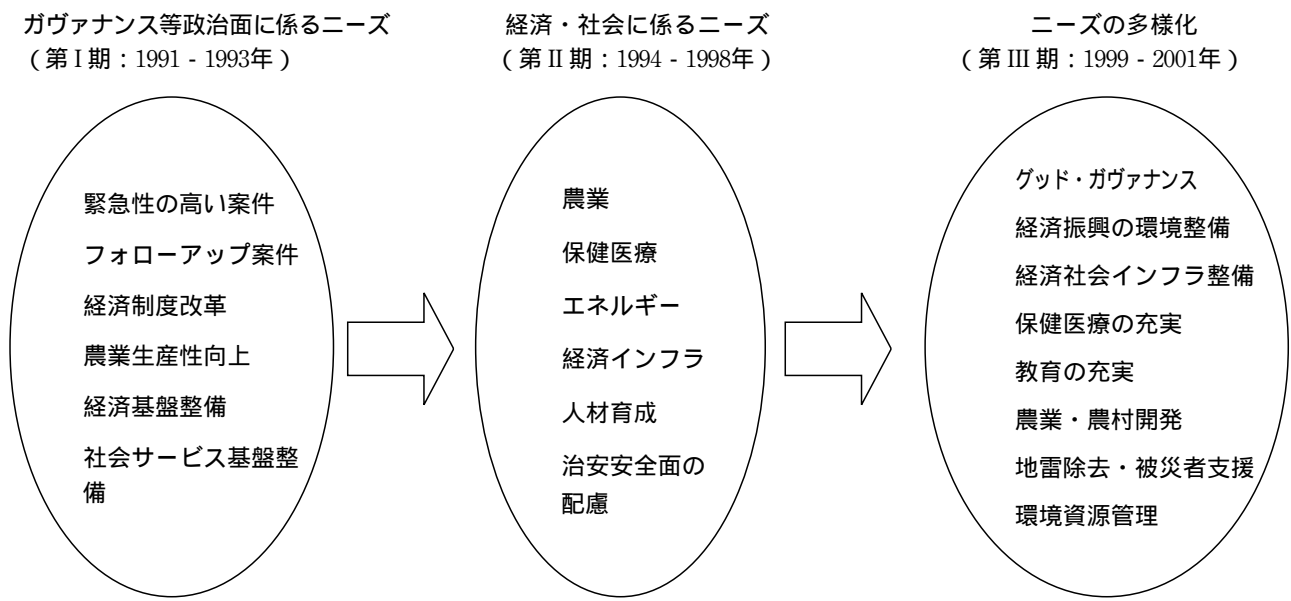 ガヴァナンス等政治面に係るニーズ
（第 I 期：1991 - 1993年）
緊急性の高い案件
フォローアップ案件
経済制度改革
農業生産性向上
経済基盤整備
社会サービス基盤整
備
経済・社会に係るニーズ
（第 II 期：1994 - 1998年）
農業
保健医療
エネルギー
経済インフラ
人材育成
治安安全面の
配慮
ニーズの多様化
（第 III 期：1999 - 2001年）
グッド・ガヴァナンス
経済振興の環境整備
経済社会インフラ整備
保健医療の充実
教育の充実
農業・農村開発
地雷除去・被災者支援
環境資源管理